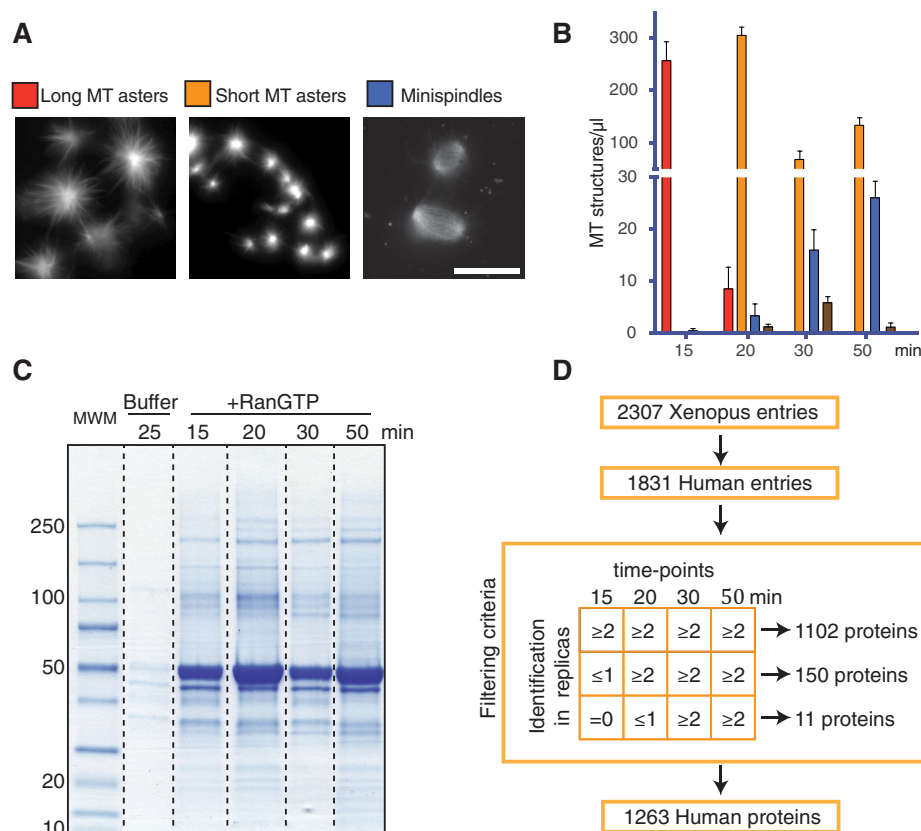 A
Long MT asters Short MT asters Minispindles
B
MT structures/µl
300
200
100
30
20
10
0
15 20 30 50 min
C
Buffer +RanGTP
MWM 25 15 20 30 50 min
250
100
50
20
10
D
2307 Xenopus entries
1831 Human entries
Filtering criteria
time-points
15 20 30 50 min
Identification
in replicas
≥2 ≥2 ≥2 ≥2 1102 proteins
≤1 ≥2 ≥2 ≥2 150 proteins
=0 ≤1 ≥2 ≥2 11 proteins
1263 Human proteins